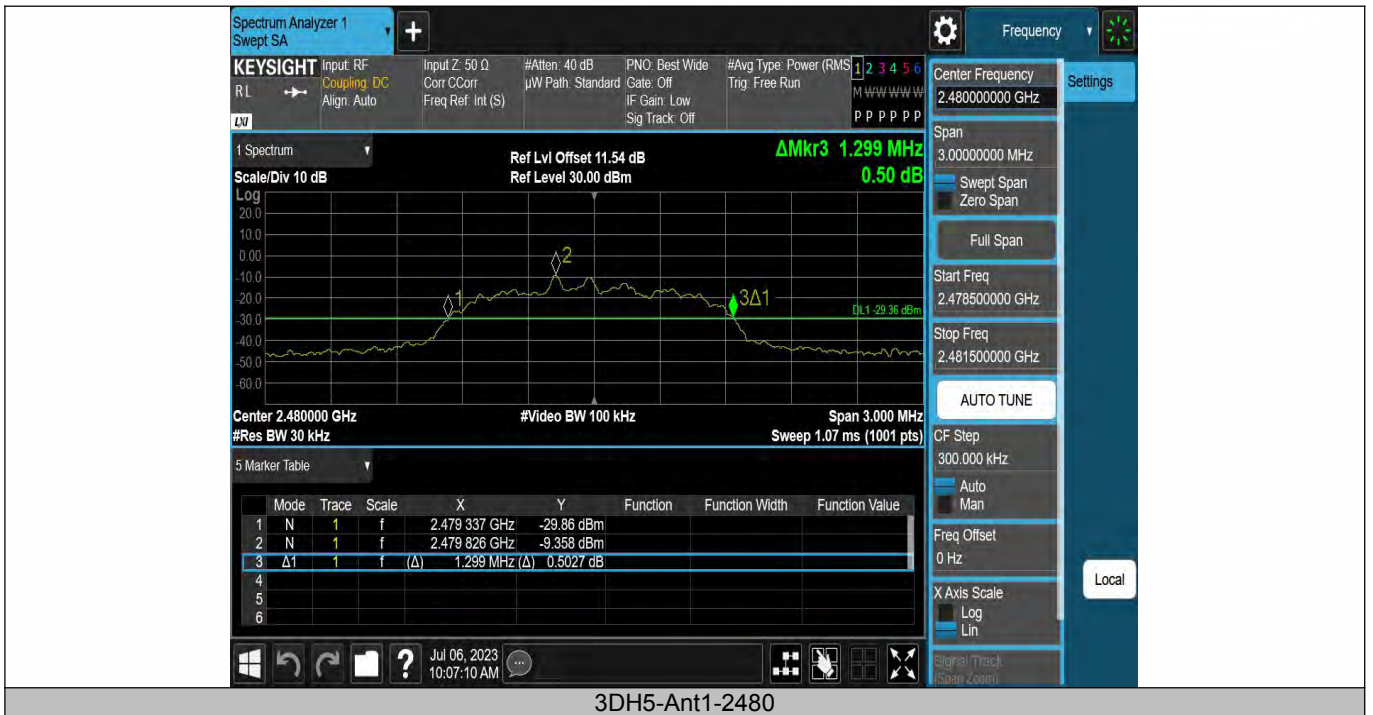 Spectrum Analyzer 1
Swept SA
+
Frequency
KEYSIGHT
RL
LXI
Input: RF
Coupling: DC
Align: Auto
Input Z: 50 Ω
Corr CCorr
Freq Ref: Int (S)
#Atten: 40 dB
µW Path: Standard
PNO: Best Wide
Gate: Off
IF Gain: Low
Sig Track: Off
#Avg Type: Power (RMS
Trig: Free Run
1 2 3 4 5 6
M W W W W W
P P P P P P
1 Spectrum
Scale/Div 10 dB
Ref Lvl Offset 11.54 dB
Ref Level 30.00 dBm
ΔMkr3 1.299 MHz
0.50 dB
Log
20.0
10.0
0.00
-10.0
-20.0
-30.0
-40.0
-50.0
-60.0
1
2
3Δ1
DL1 -29.36 dBm
Center 2.480000 GHz
#Video BW 100 kHz
Span 3.000 MHz
#Res BW 30 kHz
Sweep 1.07 ms (1001 pts)
5 Marker Table
Mode Trace Scale X Y Function Function Width Function Value
1 N 1 f 2.479 337 GHz -29.86 dBm
2 N 1 f 2.479 826 GHz -9.358 dBm
3 Δ1 1 f (Δ) 1.299 MHz (Δ) 0.5027 dB
4
5
6
?
Jul 06, 2023
10:07:10 AM
Center Frequency
2.480000000 GHz
Settings
Span
3.00000000 MHz
Swept Span
Zero Span
Full Span
Start Freq
2.478500000 GHz
Stop Freq
2.481500000 GHz
AUTO TUNE
CF Step
300.000 kHz
Auto
Man
Freq Offset
0 Hz
Local
X Axis Scale
Log
Lin
Signal Track
(Span Zoom)
3DH5-Ant1-2480